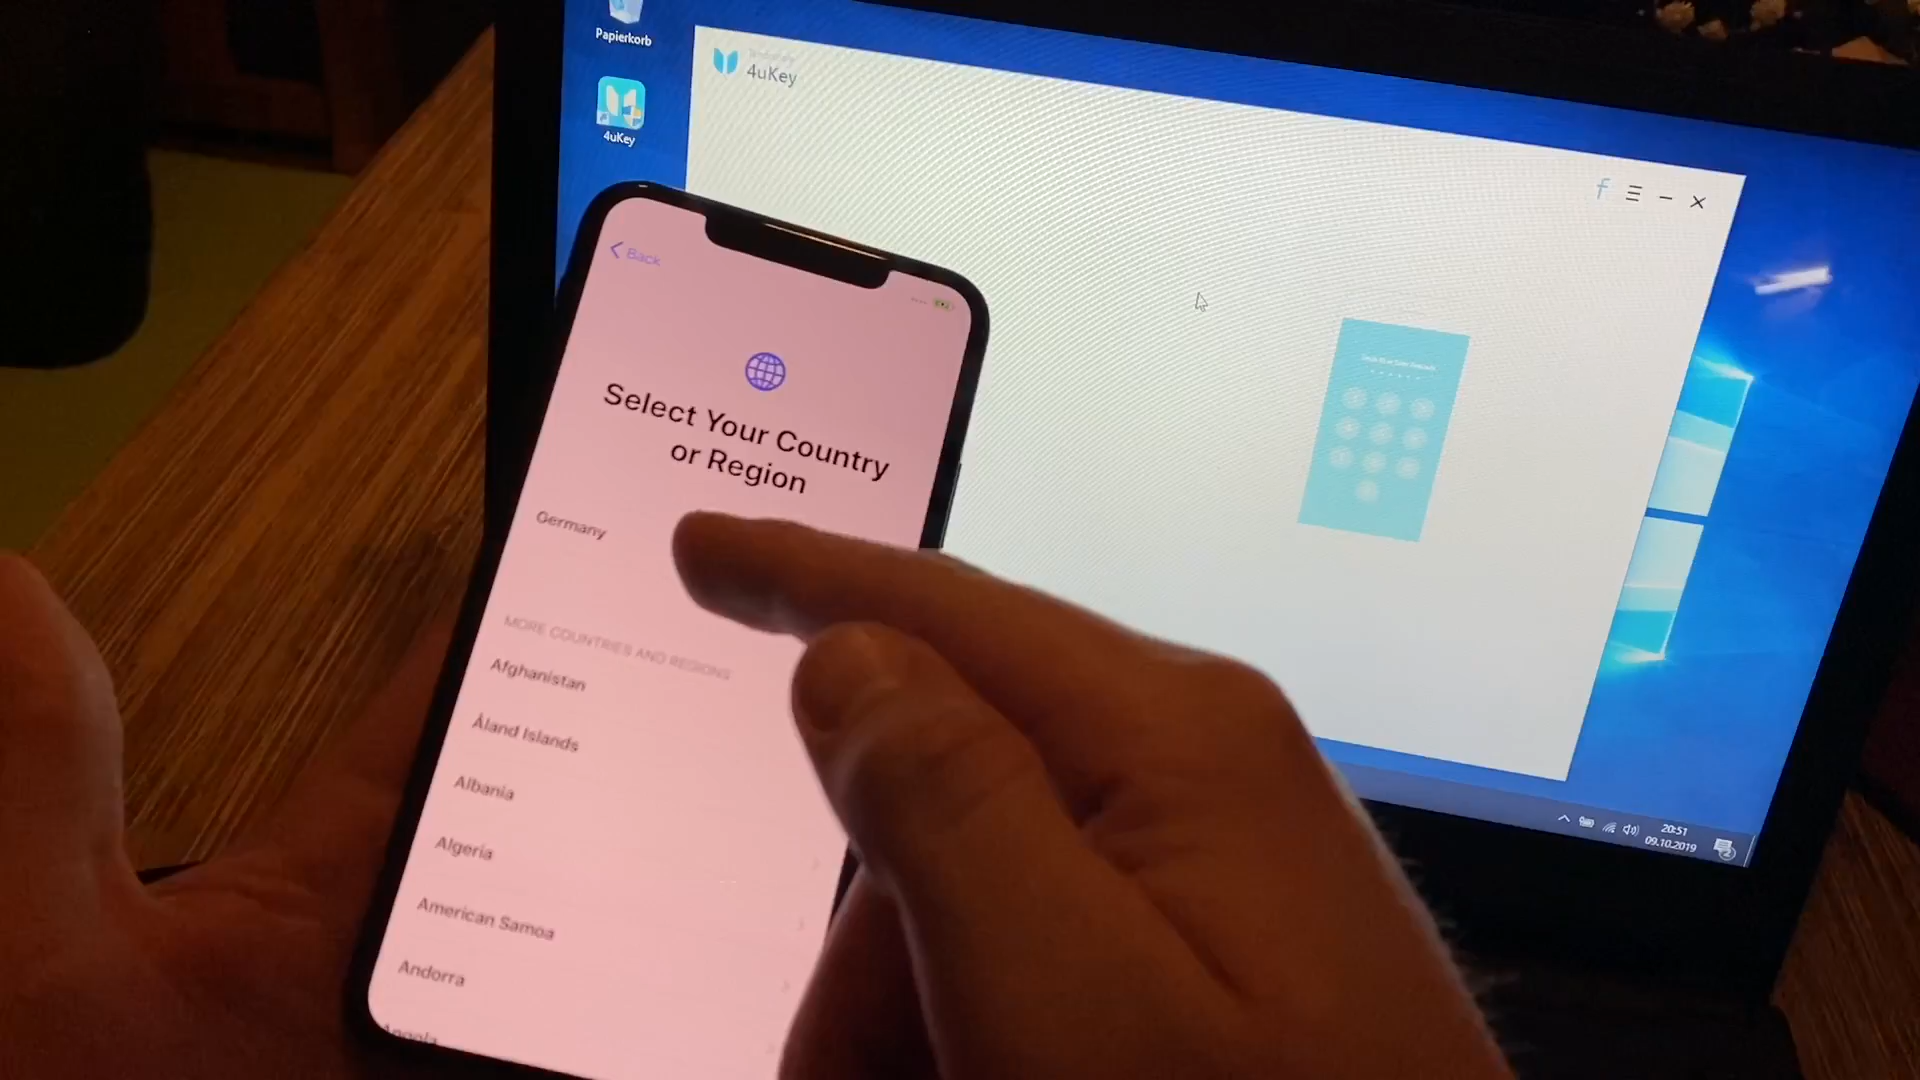 Papierkorb
4uKey
4uKey
Back
Select Your Country
or Region
Germany
MORE COUNTRIES AND REGIONS
Afghanistan
Åland Islands
Albania
Algeria
American Samoa
Andorra
Angola
20:51
09.10.2019